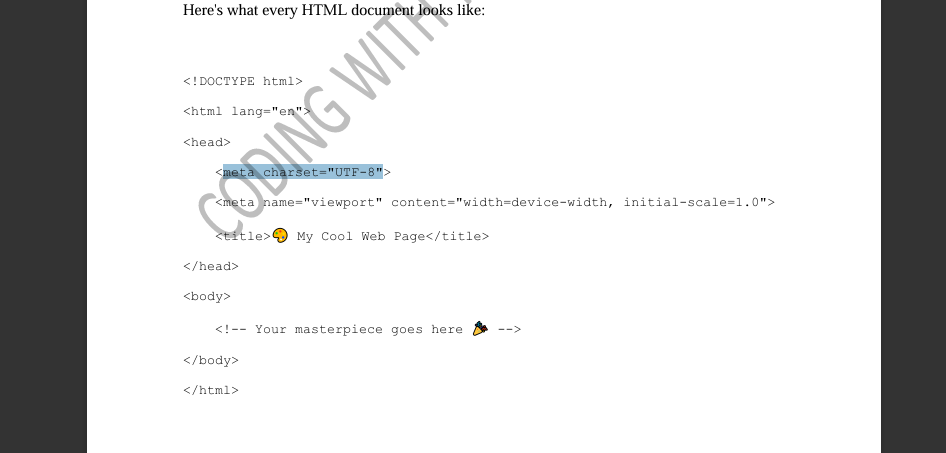 Here's what every HTML document looks like:
<!DOCTYPE html>
<html lang="en">
<head>
<meta charset="UTF-8">
<meta name="viewport" content="width=device-width, initial-scale=1.0">
<title>🎨 My Cool Web Page</title>
</head>
<body>
<!-- Your masterpiece goes here 🎉 -->
</body>
</html>
CODING WITH